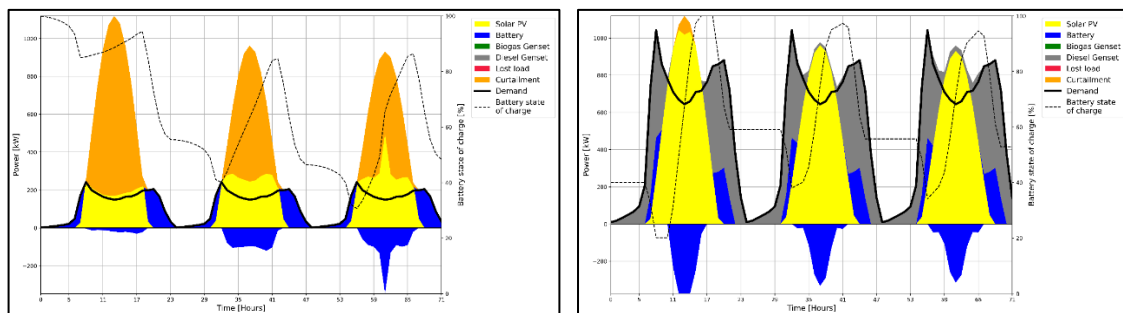 1000
800
600
400
200
0
−200
Power [kW]
0
5
11
17
23
29
35
41
47
53
59
65
71
Time [Hours]
100
80
60
40
20
0
Battery state of charge [%]
Solar PV
Battery
Biogas Genset
Diesel Genset
Lost load
Curtailment
Demand
Battery state
of charge
1000
800
600
400
200
0
−200
Power [kW]
0
5
11
17
23
29
35
41
47
53
59
65
71
Time [Hours]
100
80
60
40
20
0
Battery state of charge [%]
Solar PV
Battery
Biogas Genset
Diesel Genset
Lost load
Curtailment
Demand
Battery state
of charge